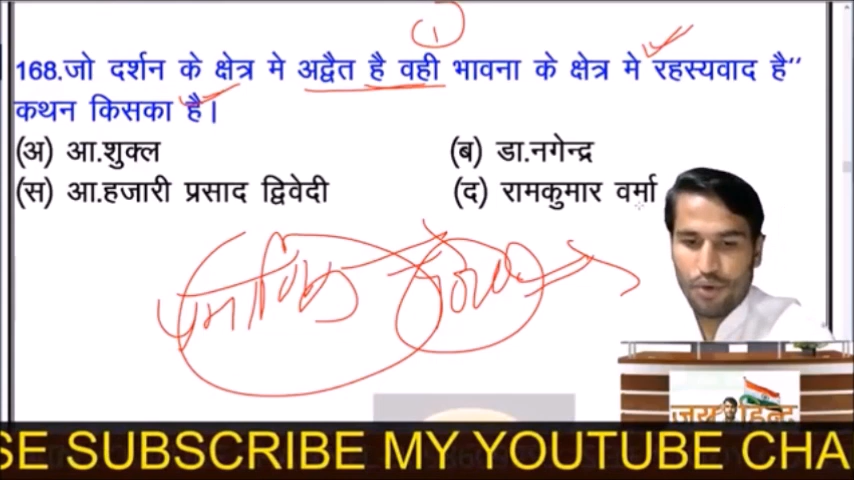 168.जो दर्शन के क्षेत्र मे अद्वैत है वही भावना के क्षेत्र मे रहस्यवाद है"
कथन किसका है।
(अ) आ.शुक्ल
(ब) डा.नगेन्द्र
(स) आ.हजारी प्रसाद द्विवेदी
(द) रामकुमार वर्मा
जय हिन्द
SE SUBSCRIBE MY YOUTUBE CHA